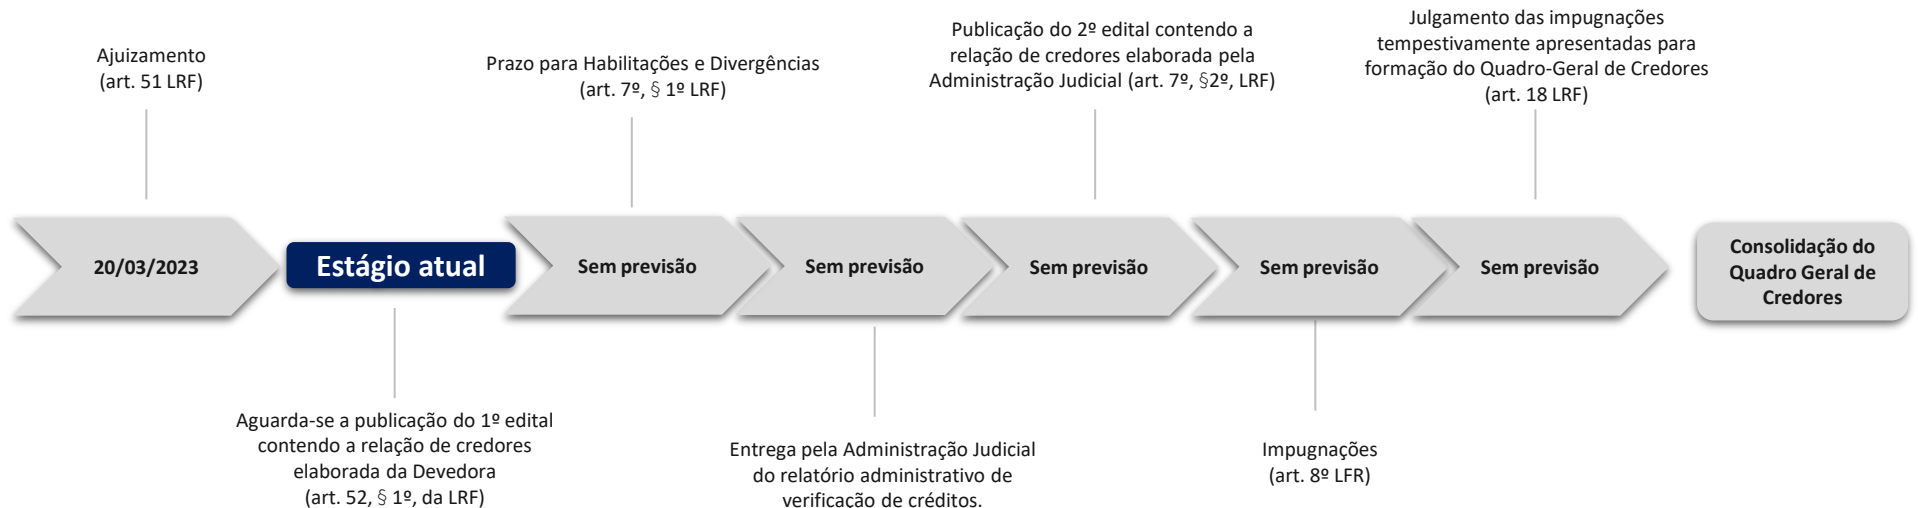 Ajuizamento
(art. 51 LRF)
20/03/2023
Estágio atual
Aguarda-se a publicação do 1º edital
contendo a relação de credores
elaborada da Devedora
(art. 52, § 1º, da LRF)
Prazo para Habilitações e Divergências
(art. 7º, § 1º LRF)
Sem previsão
Sem previsão
Entrega pela Administração Judicial
do relatório administrativo de
verificação de créditos.
Publicação do 2º edital contendo a
relação de credores elaborada pela
Administração Judicial (art. 7º, §2º, LRF)
Sem previsão
Sem previsão
Impugnações
(art. 8º LFR)
Julgamento das impugnações
tempestivamente apresentadas para
formação do Quadro-Geral de Credores
(art. 18 LRF)
Sem previsão
Consolidação do
Quadro Geral de
Credores